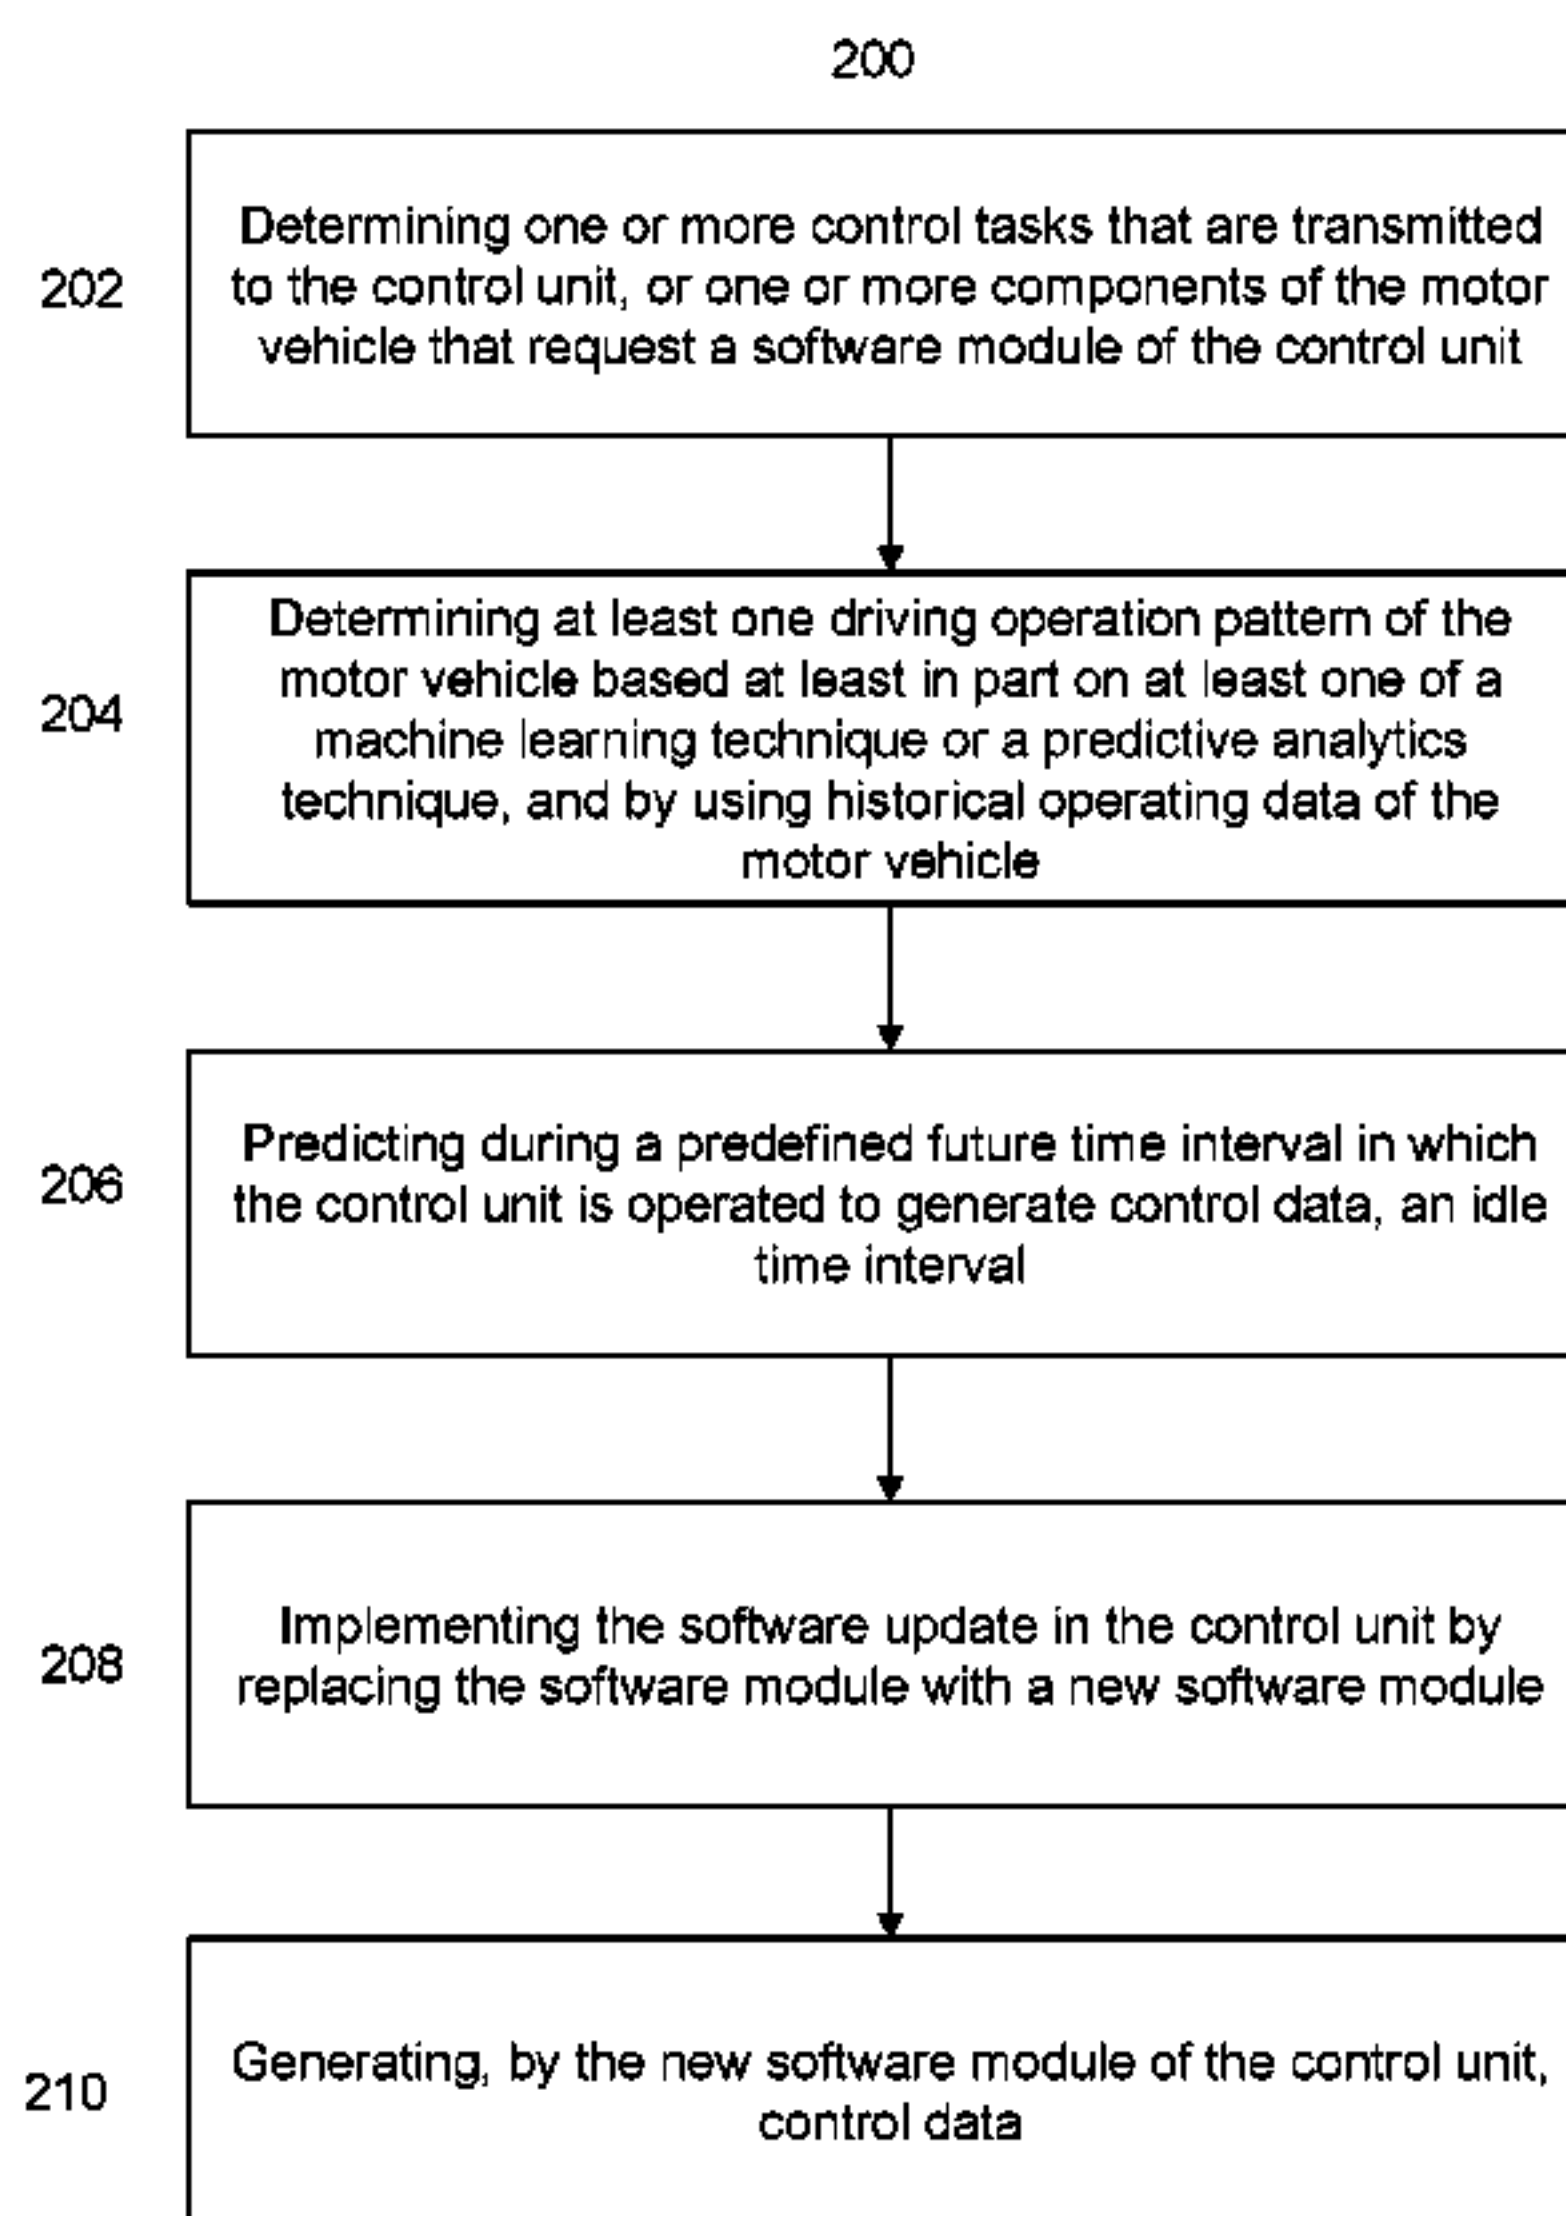 200
202
Determining one or more control tasks that are transmitted
to the control unit, or one or more components of the motor
vehicle that request a software module of the control unit
204
Determining at least one driving operation pattern of the
motor vehicle based at least in part on at least one of a
machine learning technique or a predictive analytics
technique, and by using historical operating data of the
motor vehicle
206
Predicting during a predefined future time interval in which
the control unit is operated to generate control data, an idle
time interval
208
Implementing the software update in the control unit by
replacing the software module with a new software module
210
Generating, by the new software module of the control unit,
control data